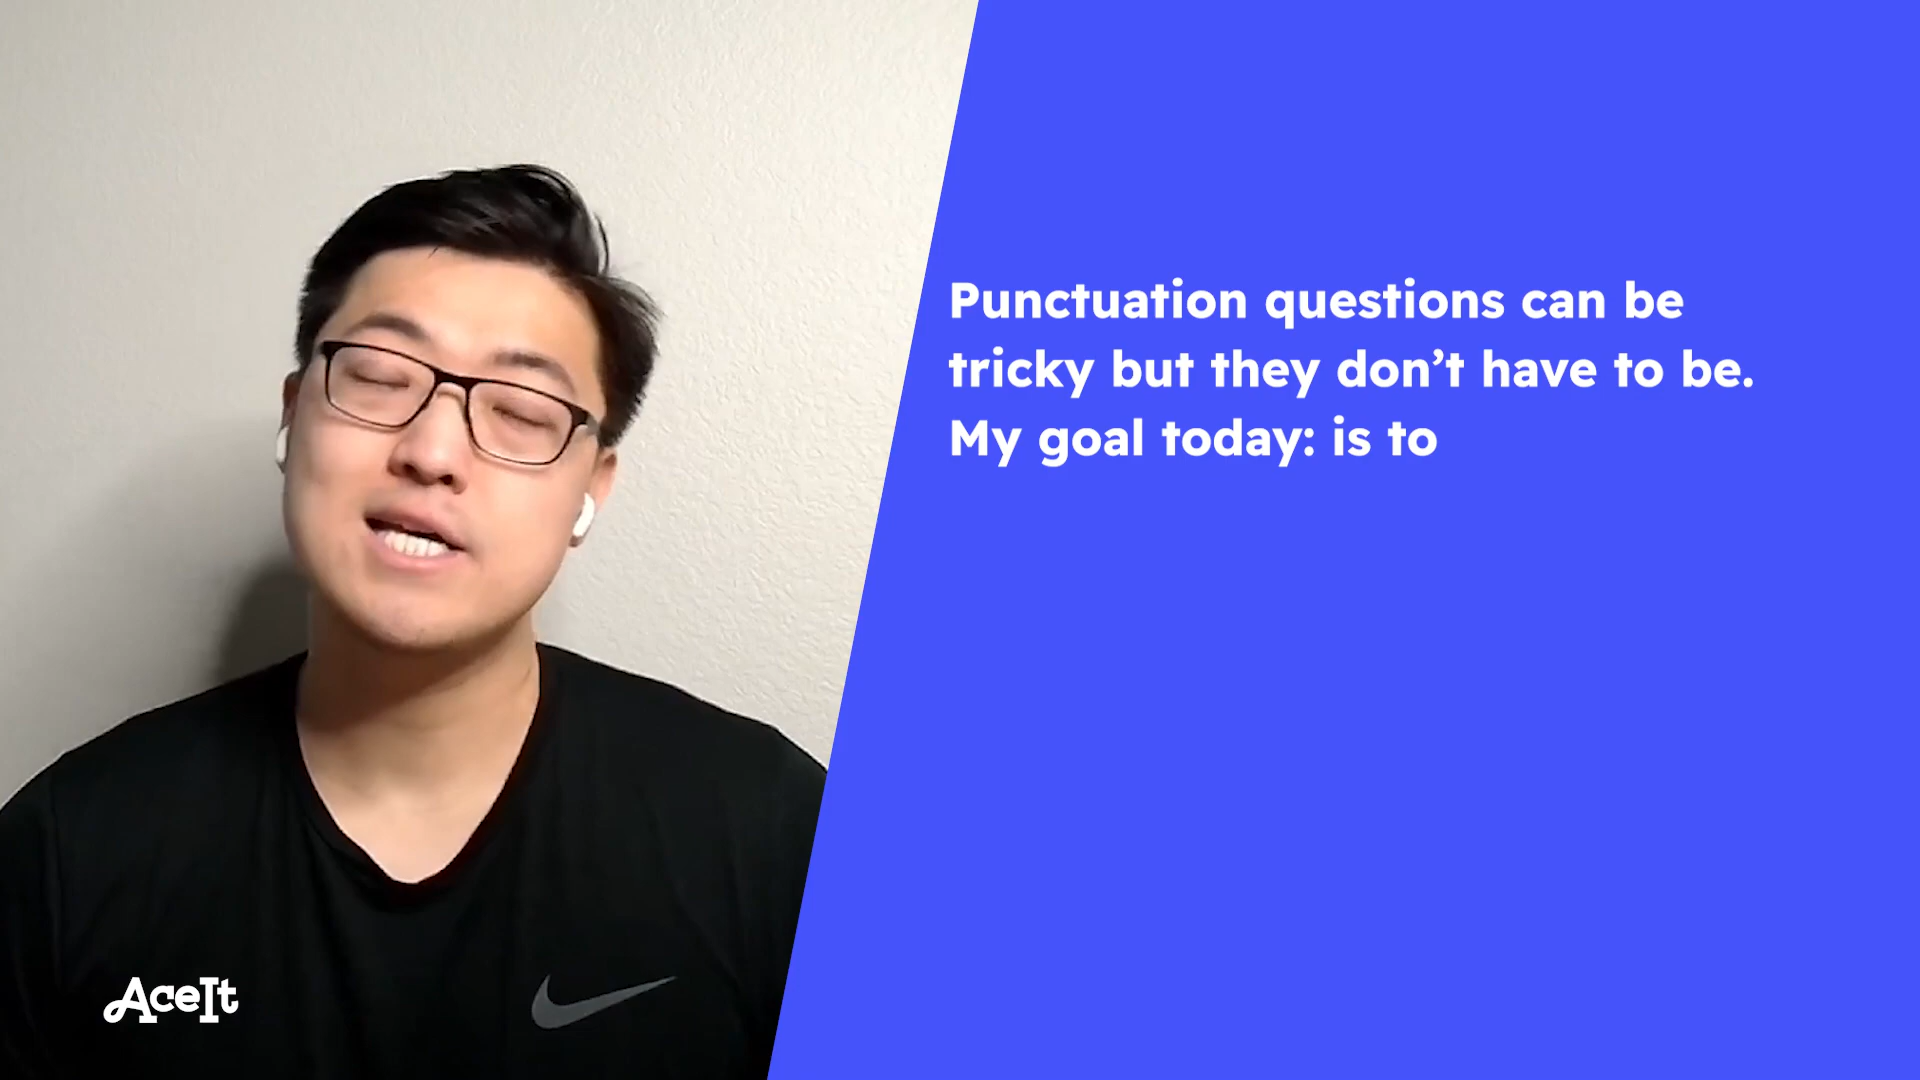 Punctuation questions can be
tricky but they don’t have to be.
My goal today: is to
AceIt